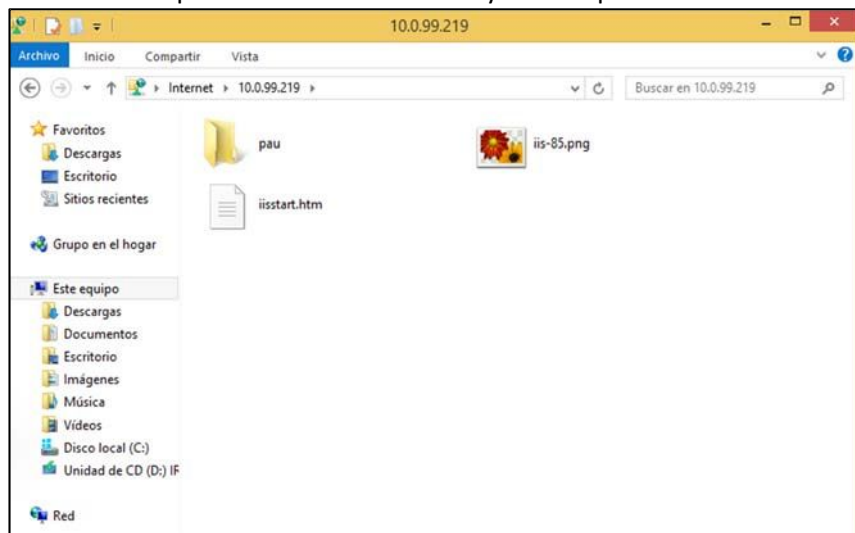 10.0.99.219
Archivo Inicio Compartir Vista
Internet 10.0.99.219 Buscar en 10.0.99.219
Favoritos
Descargas
Escritorio
Sitios recientes
Grupo en el hogar
Este equipo
Descargas
Documentos
Escritorio
Imágenes
Música
Vídeos
Disco local (C:)
Unidad de CD (D:) IR
Red
pau
iis-85.png
iisstart.htm